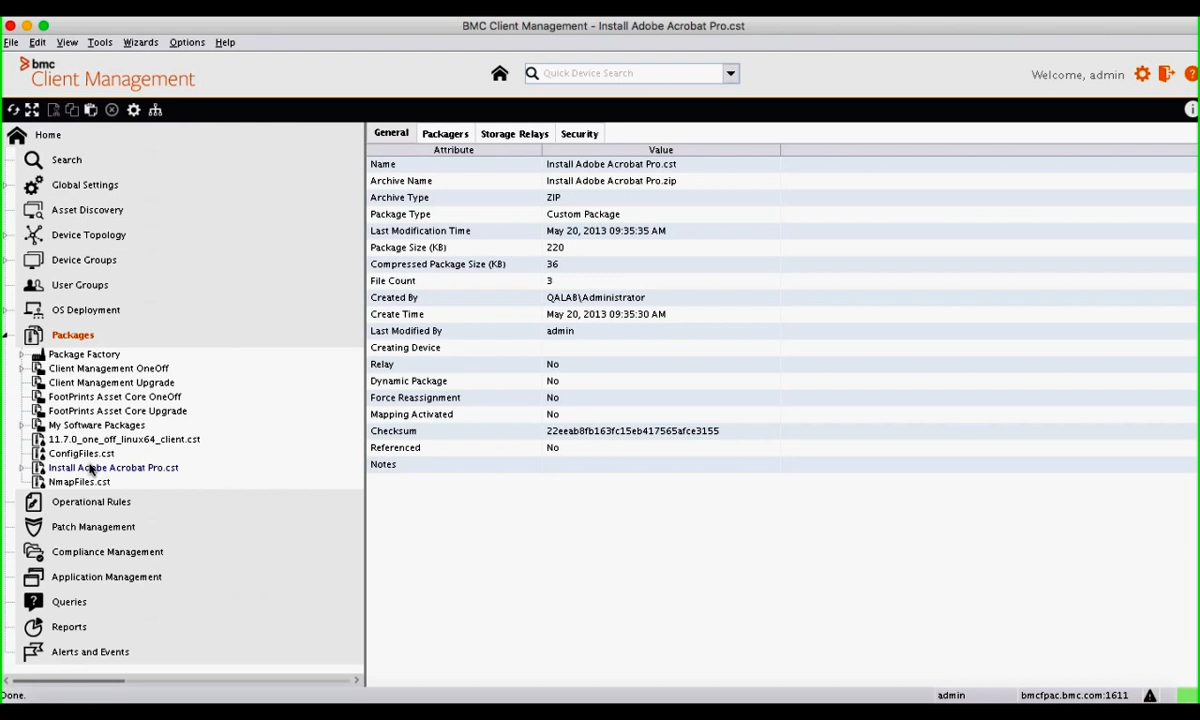 BMC Client Management - Install Adobe Acrobat Pro.cst
File Edit View Tools Wizards Options Help
bmc
Client Management
Quick Device Search
Welcome, admin
Home
Search
Global Settings
Asset Discovery
Device Topology
Device Groups
User Groups
OS Deployment
Packages
Package Factory
Client Management OneOff
Client Management Upgrade
FootPrints Asset Core OneOff
FootPrints Asset Core Upgrade
My Software Packages
11.7.0_one_off_linux64_client.cst
ConfigFiles.cst
Install Adobe Acrobat Pro.cst
NmapFiles.cst
Operational Rules
Patch Management
Compliance Management
Application Management
Queries
Reports
Alerts and Events
General Packagers Storage Relays Security
Attribute Value
Name Install Adobe Acrobat Pro.cst
Archive Name Install Adobe Acrobat Pro.zip
Archive Type ZIP
Package Type Custom Package
Last Modification Time May 20, 2013 09:35:35 AM
Package Size (KB) 220
Compressed Package Size (KB) 36
File Count 3
Created By QALAB\Administrator
Create Time May 20, 2013 09:35:30 AM
Last Modified By admin
Creating Device
Relay No
Dynamic Package No
Force Reassignment No
Mapping Activated No
Checksum 22eeab8fb163fc15eb417565afce3155
Referenced No
Notes
Done. admin bmcfpac.bmc.com:1611